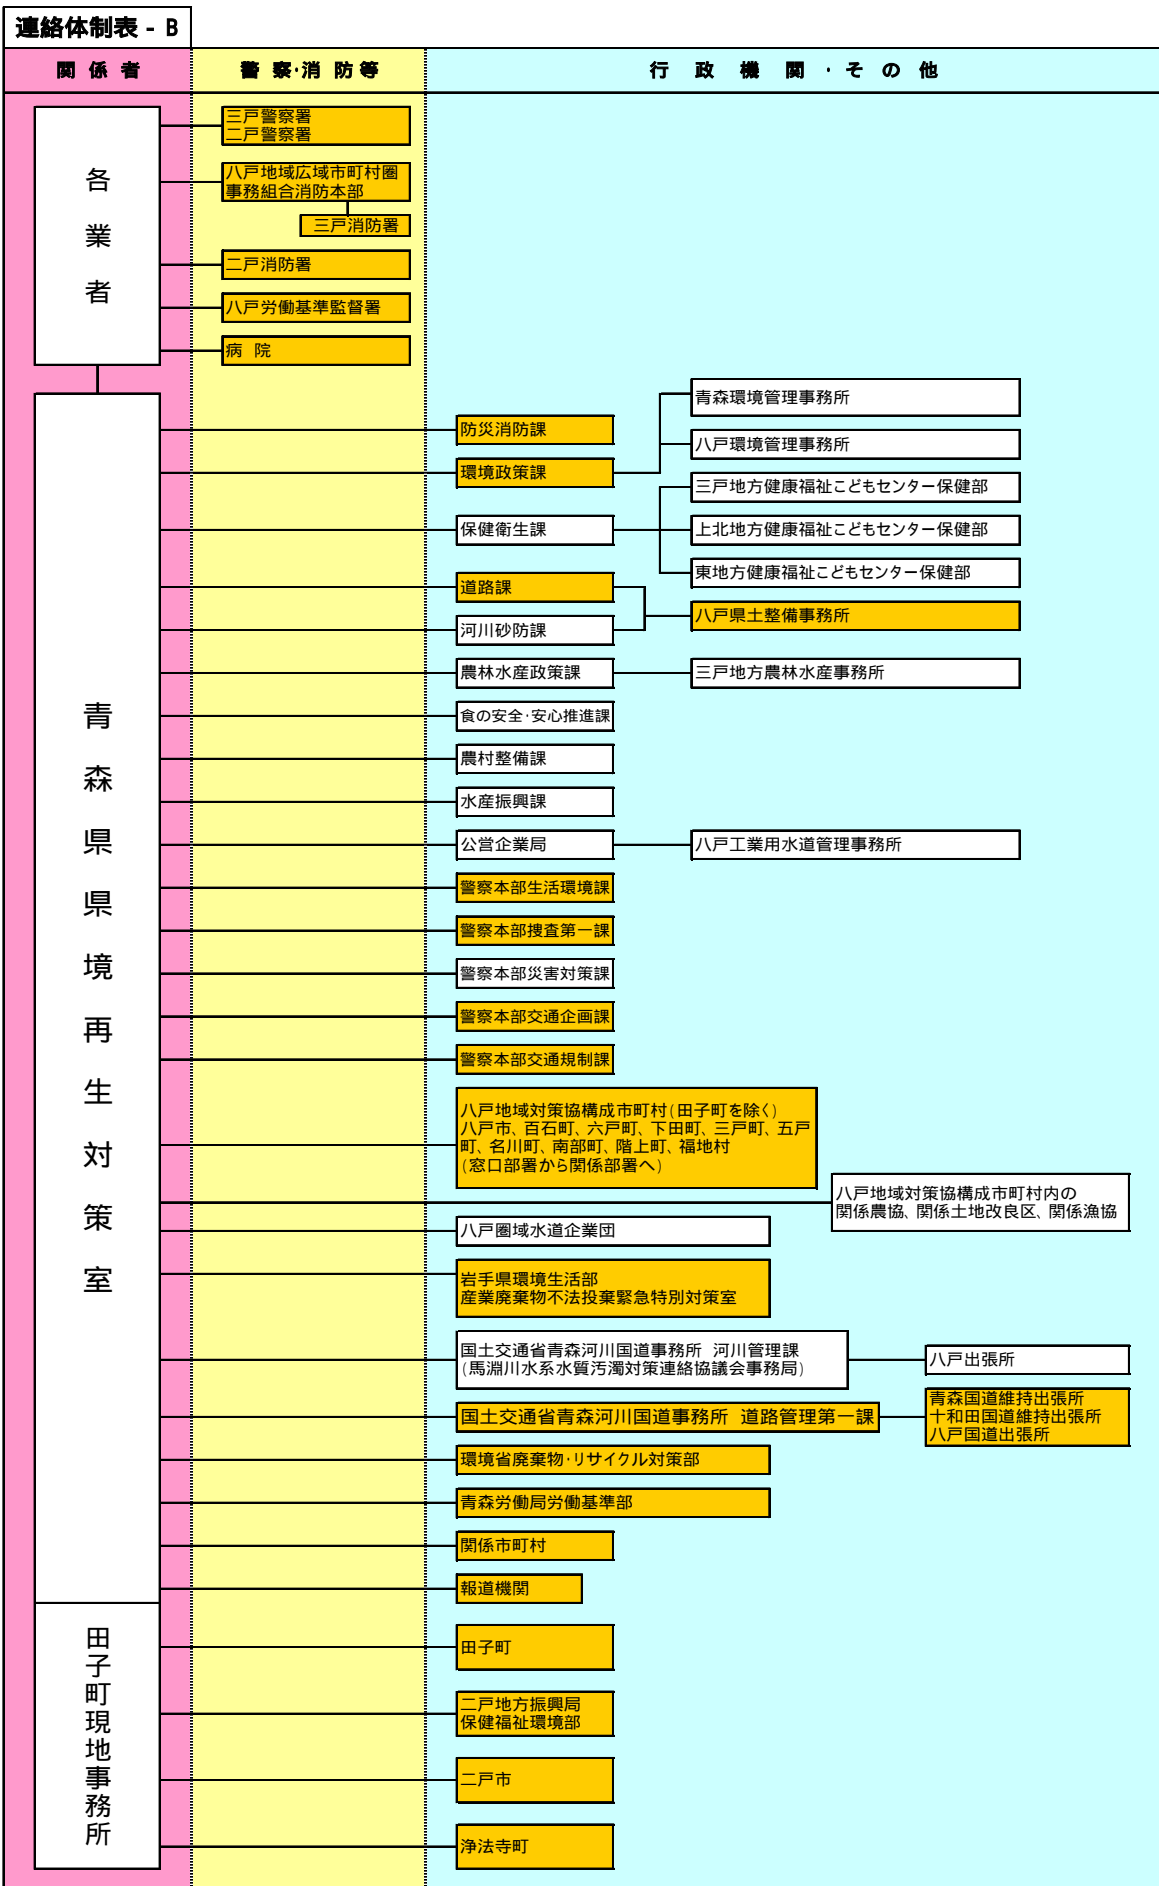 連絡体制表 - B
関係者
警察・消防等
行政機関・その他
各業者
三戸警察署
二戸警察署
八戸地域広域市町村圏
事務組合消防本部
三戸消防署
二戸消防署
八戸労働基準監督署
病 院
青森県県境再生対策室
防災消防課
環境政策課
青森環境管理事務所
八戸環境管理事務所
保健衛生課
三戸地方健康福祉こどもセンター保健部
上北地方健康福祉こどもセンター保健部
東地方健康福祉こどもセンター保健部
道路課
河川砂防課
八戸県土整備事務所
農林水産政策課
三戸地方農林水産事務所
食の安全・安心推進課
農村整備課
水産振興課
公営企業局
八戸工業用水道管理事務所
警察本部生活環境課
警察本部捜査第一課
警察本部災害対策課
警察本部交通企画課
警察本部交通規制課
八戸地域対策協構成市町村(田子町を除く)
八戸市、百石町、六戸町、下田町、三戸町、五戸
町、名川町、南部町、階上町、福地村
(窓口部署から関係部署へ)
八戸地域対策協構成市町村内の
関係農協、関係土地改良区、関係漁協
八戸圏域水道企業団
岩手県環境生活部
産業廃棄物不法投棄緊急特別対策室
国土交通省青森河川国道事務所 河川管理課
(馬淵川水系水質汚濁対策連絡協議会事務局)
八戸出張所
国土交通省青森河川国道事務所 道路管理第一課
青森国道維持出張所
十和田国道維持出張所
八戸国道出張所
環境省廃棄物・リサイクル対策部
青森労働局労働基準部
関係市町村
報道機関
田子町現地事務所
田子町
二戸地方振興局
保健福祉環境部
二戸市
浄法寺町